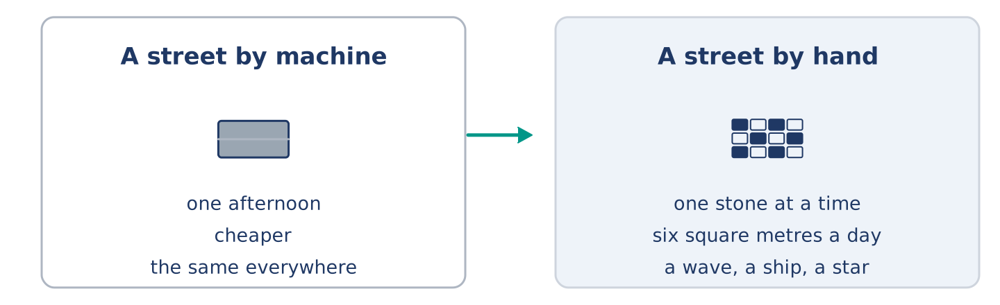 A street by machine
one afternoon
cheaper
the same everywhere
A street by hand
one stone at a time
six square metres a day
a wave, a ship, a star